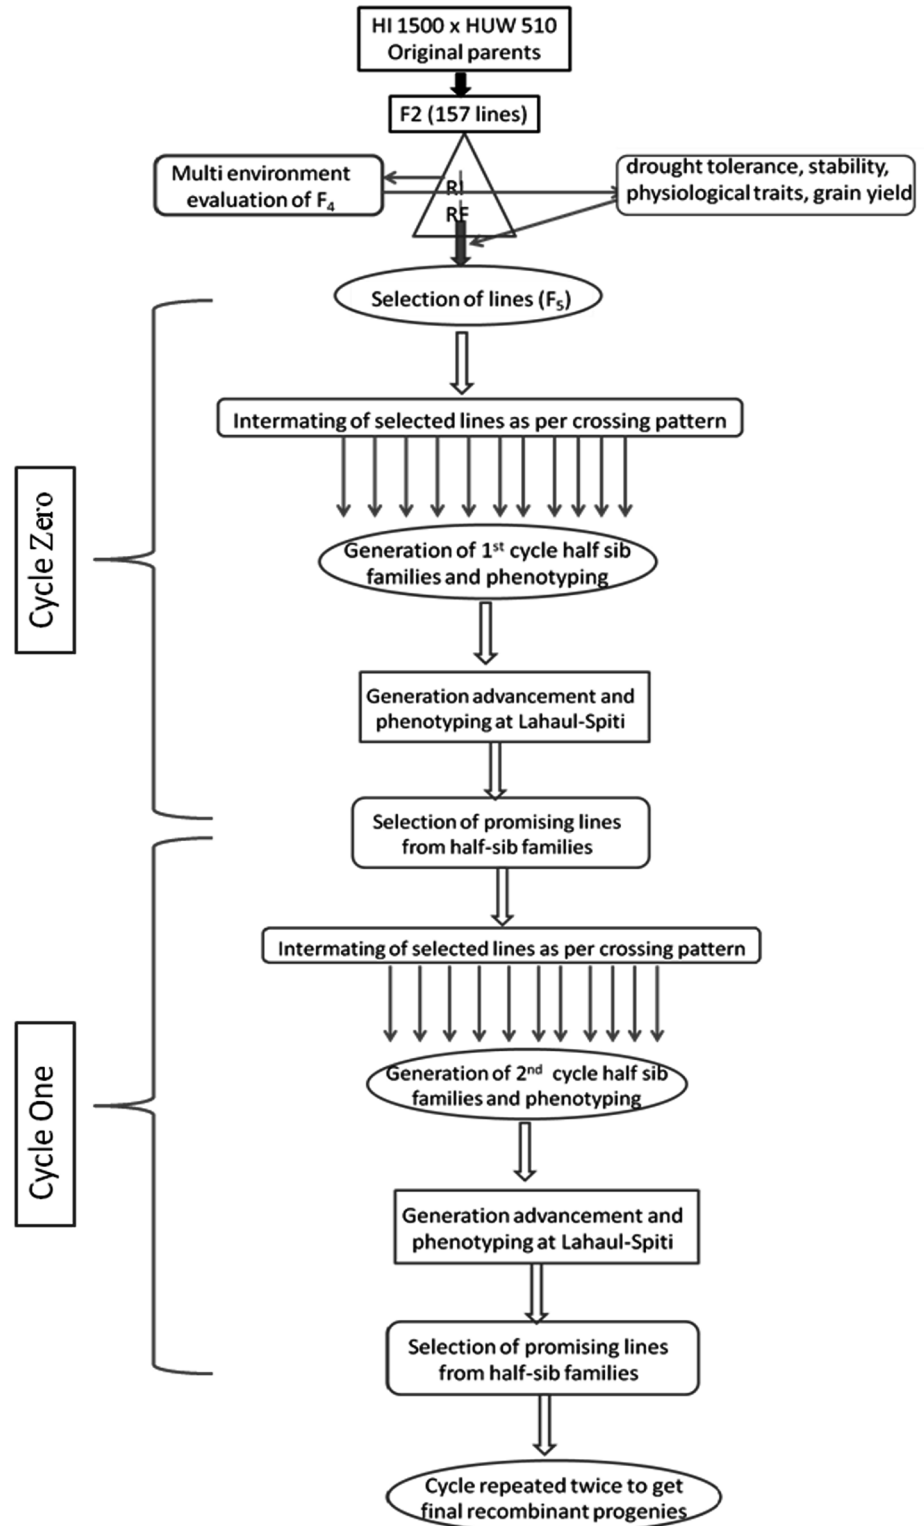 HI 1500 x HUW 510
Original parents
F2 (157 lines)
Multi environment
evaluation of F₄
RI
RF
drought tolerance, stability,
physiological traits, grain yield
Selection of lines (F₅)
Intermating of selected lines as per crossing pattern
Cycle Zero
Generation of 1ˢᵗ cycle half sib
families and phenotyping
Generation advancement and
phenotyping at Lahaul-Spiti
Selection of promising lines
from half-sib families
Intermating of selected lines as per crossing pattern
Cycle One
Generation of 2ⁿᵈ cycle half sib
families and phenotyping
Generation advancement and
phenotyping at Lahaul-Spiti
Selection of promising lines
from half-sib families
Cycle repeated twice to get
final recombinant progenies